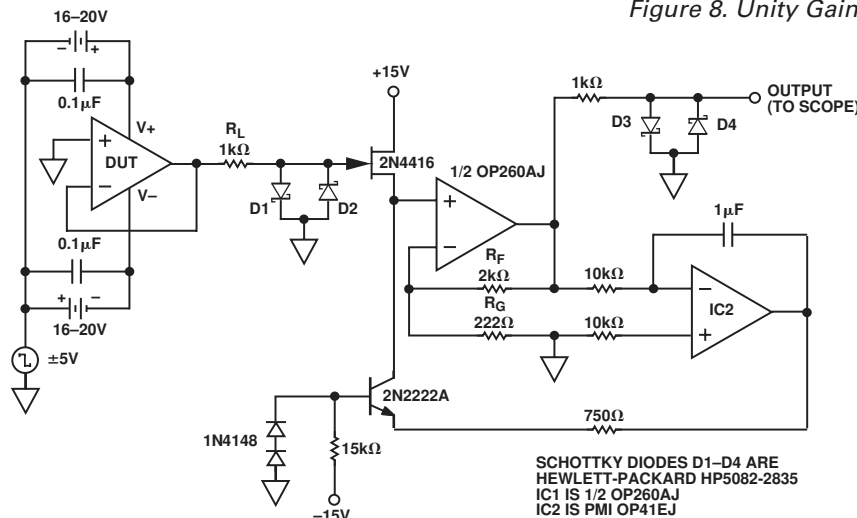 Figure 8. Unity Gain
16–20V
– +
0.1μF
V+
+
DUT
–
V–
0.1μF
+ –
16–20V
±5V
RL
1kΩ
D1
D2
+15V
2N4416
1/2 OP260AJ
+
–
RF
2kΩ
RG
222Ω
1kΩ
D3
D4
OUTPUT
(TO SCOPE)
1μF
10kΩ
10kΩ
–
IC2
+
2N2222A
1N4148
15kΩ
–15V
750Ω
SCHOTTKY DIODES D1–D4 ARE
HEWLETT-PACKARD HP5082-2835
IC1 IS 1/2 OP260AJ
IC2 IS PMI OP41EJ